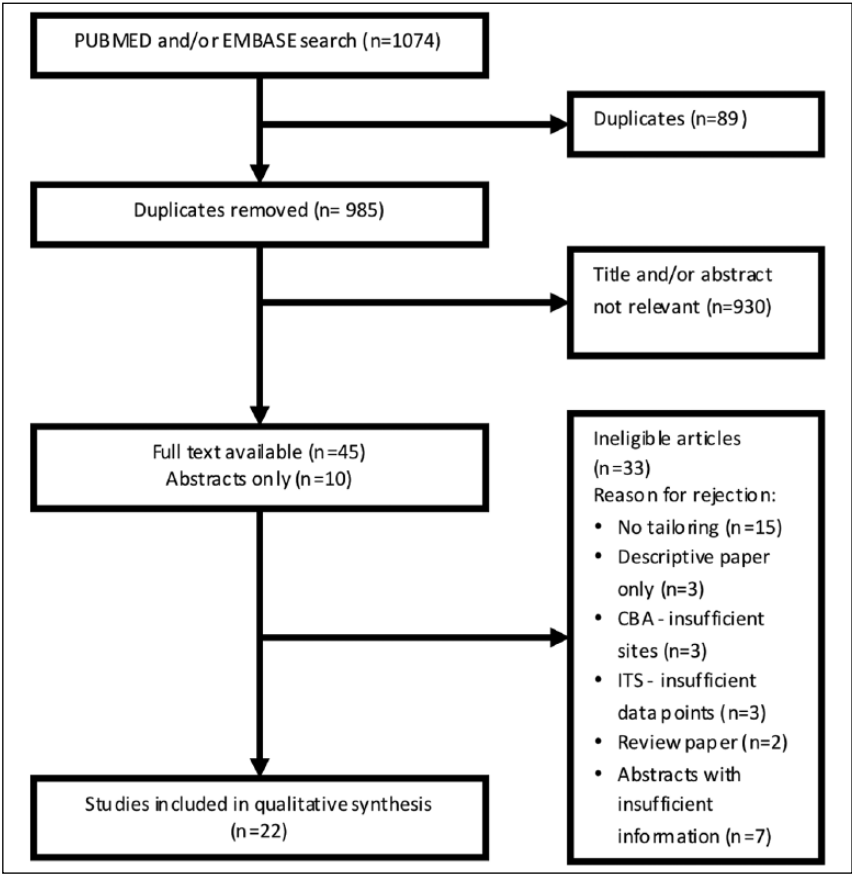 PUBMED and/or EMBASE search (n=1074)
Duplicates (n=89)
Duplicates removed (n= 985)
Title and/or abstract
not relevant (n=930)
Full text available (n=45)
Abstracts only (n=10)
Ineligible articles
(n=33)
Reason for rejection:
• No tailoring (n=15)
• Descriptive paper
only (n=3)
• CBA - insufficient
sites (n=3)
• ITS - insufficient
data points (n=3)
• Review paper (n=2)
• Abstracts with
insufficient
information (n=7)
Studies included in qualitative synthesis
(n=22)